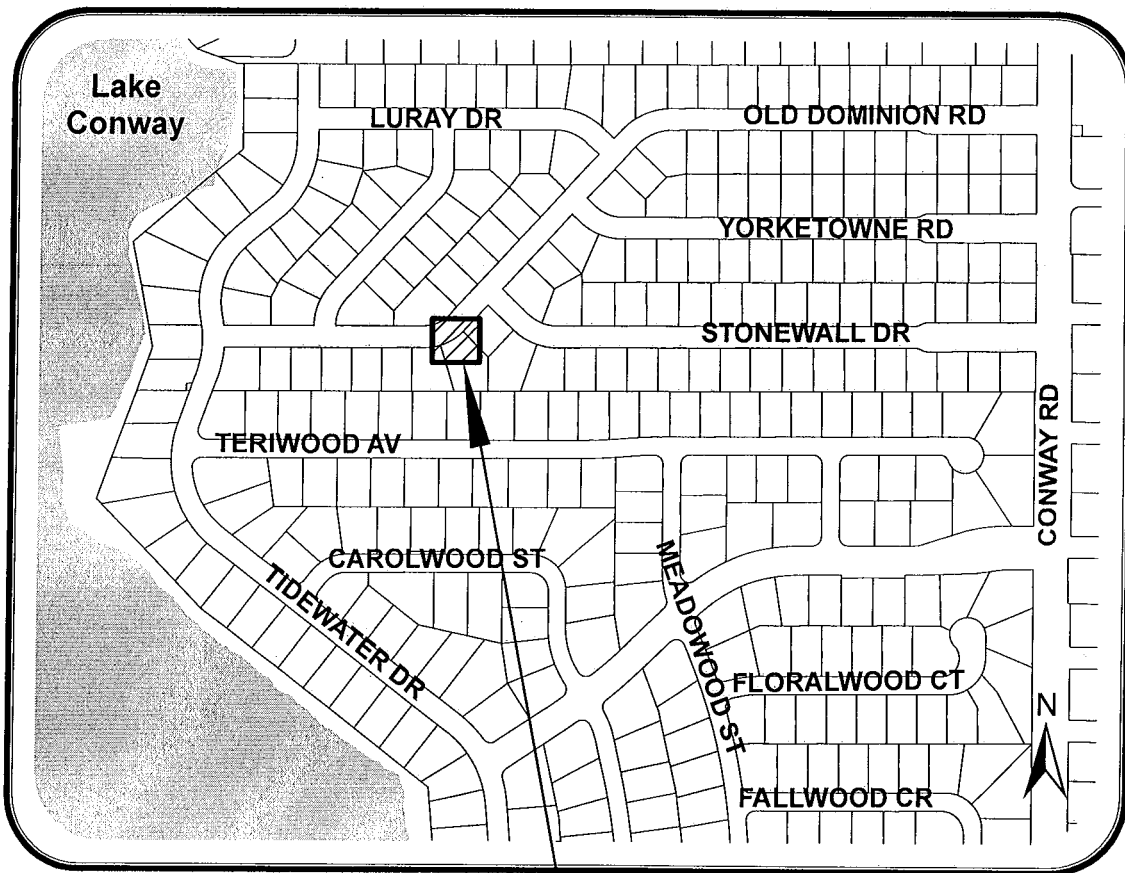 Lake
Conway
LURAY DR
OLD DOMINION RD
YORKETOWNE RD
STONEWALL DR
CONWAY RD
TERIWOOD AV
CAROLWOOD ST
MEADOWOOD ST
TIDEWATER DR
FLORALWOOD CT
N
FALLWOOD CR